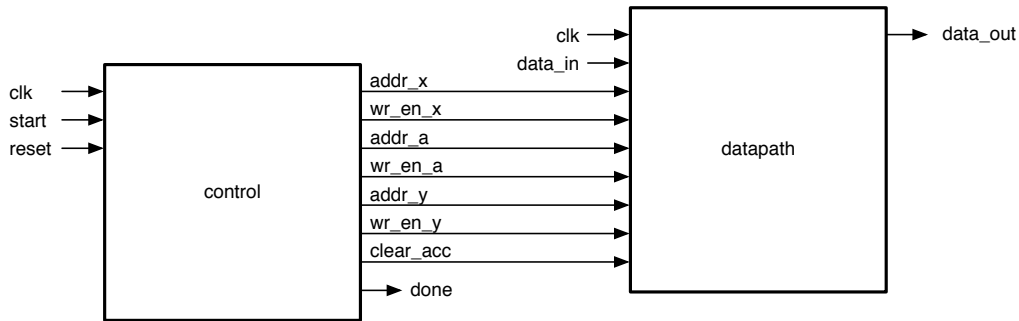 clk
start
reset
control
addr_x
wr_en_x
addr_a
wr_en_a
addr_y
wr_en_y
clear_acc
done
clk
data_in
datapath
data_out